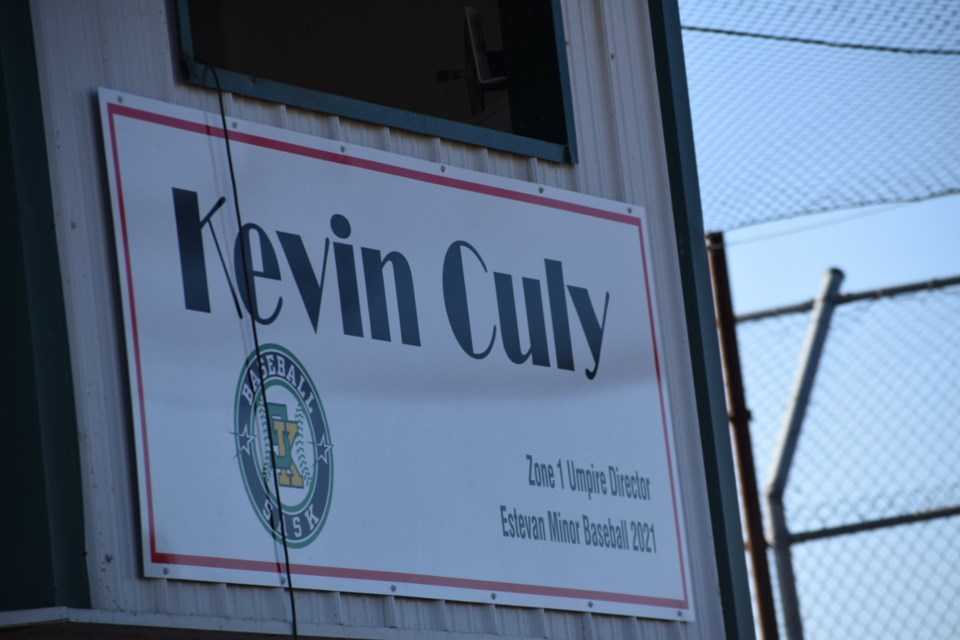 Kevin Culy
BASEBALL
SASK
Zone 1 Umpire Director
Estevan Minor Baseball 2021